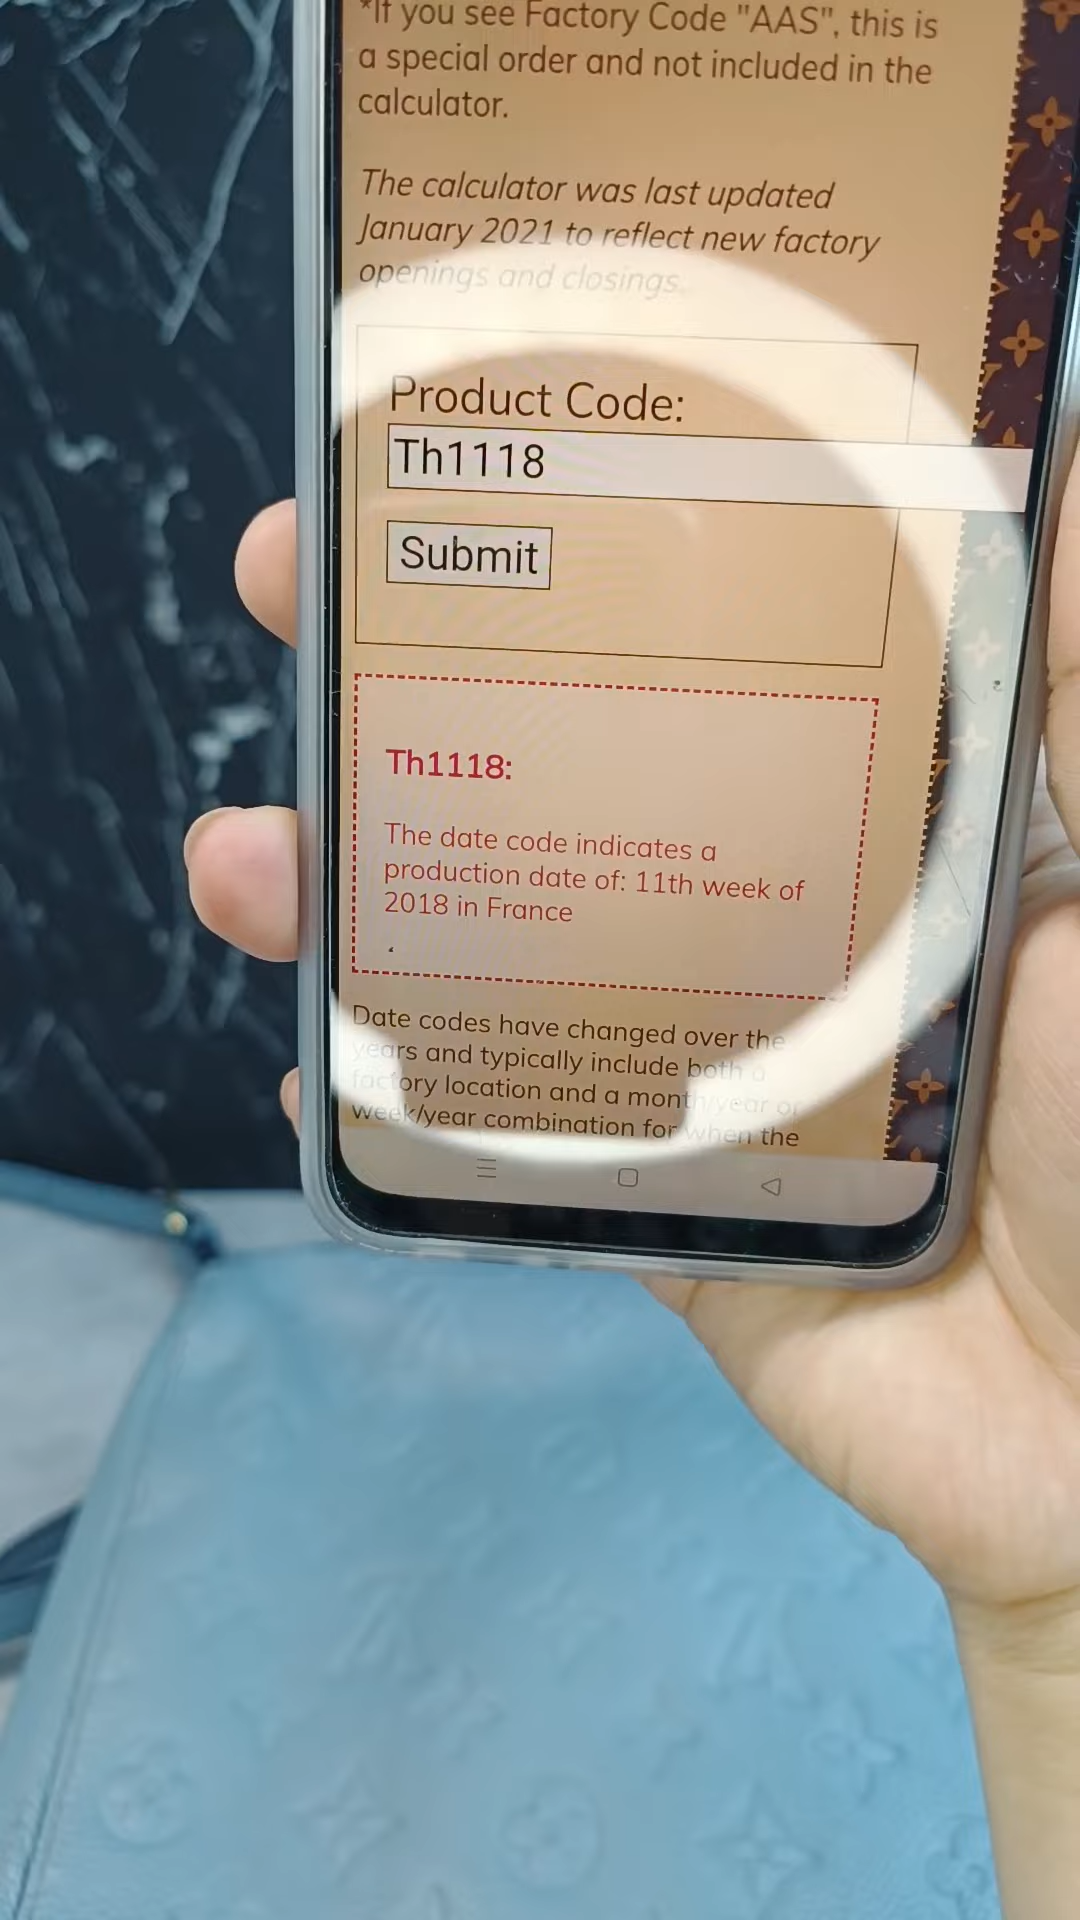 *If you see Factory Code "AAS", this is
a special order and not included in the
calculator.
The calculator was last updated
January 2021 to reflect new factory
openings and closings.
Product Code:
Th1118
Submit
Th1118:
The date code indicates a
production date of: 11th week of
2018 in France
.
Date codes have changed over the
years and typically include both a
factory location and a month/year or
week/year combination for when the